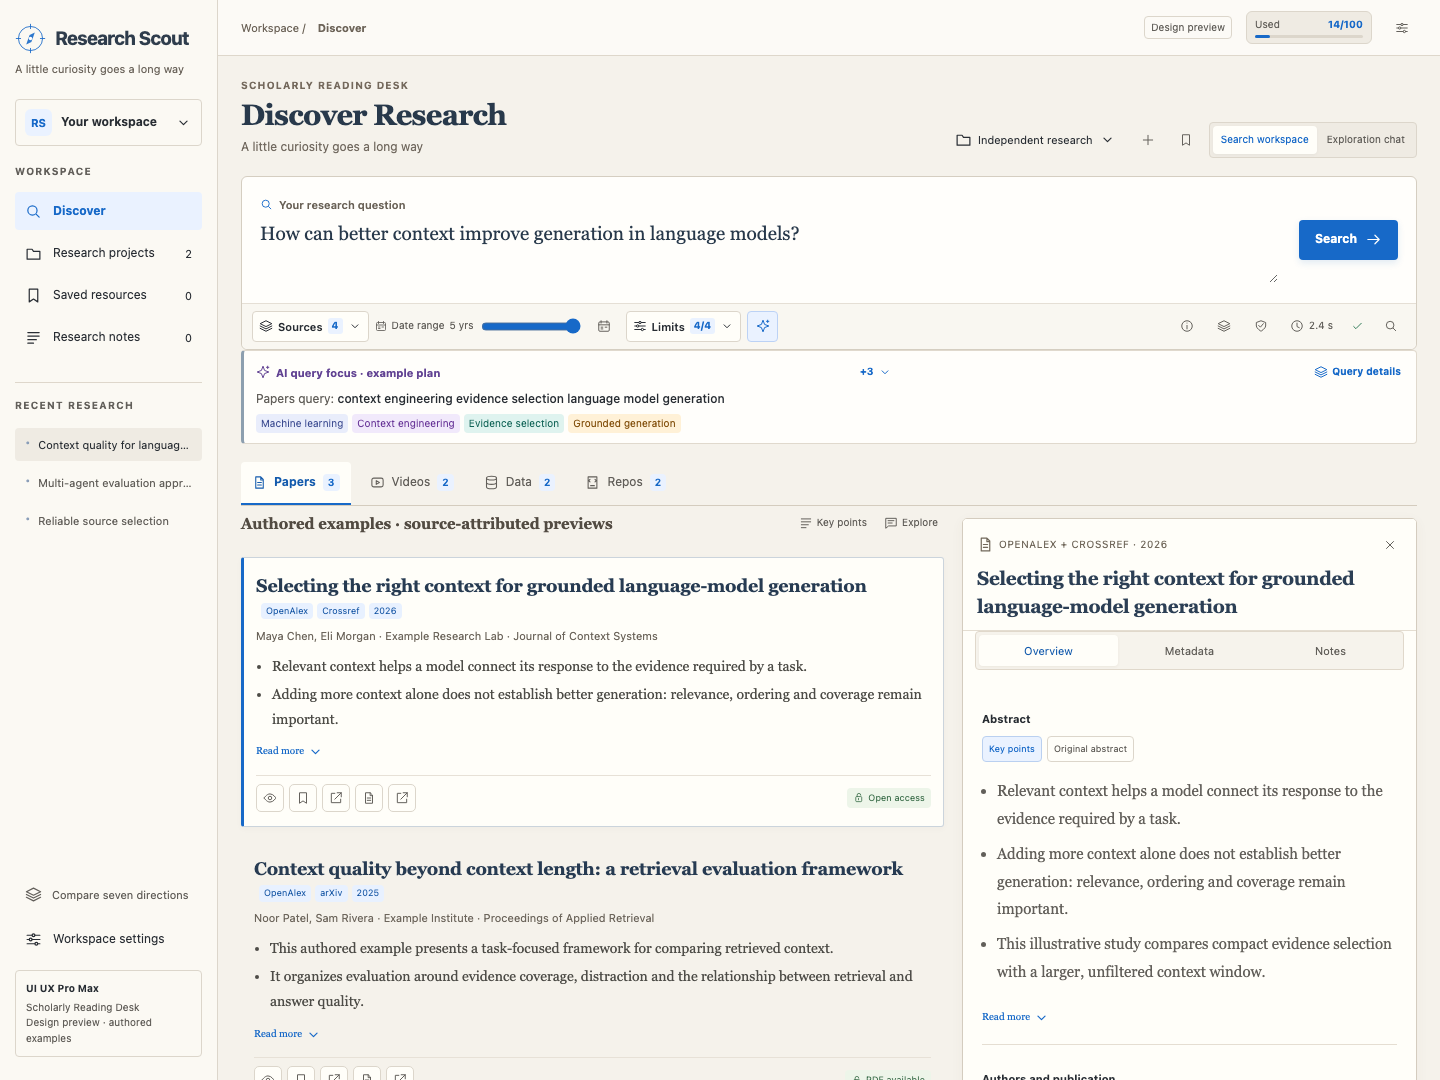 Research Scout
A little curiosity goes a long way
RS
Your workspace
WORKSPACE
Discover
Research projects 2
Saved resources 0
Research notes 0
RECENT RESEARCH
Context quality for languag...
Multi-agent evaluation appr...
Reliable source selection
Compare seven directions
Workspace settings
UI UX Pro Max
Scholarly Reading Desk
Design preview · authored
examples
Workspace / Discover
Design preview
Used 14/100
SCHOLARLY READING DESK
Discover Research
A little curiosity goes a long way
Independent research
Search workspace
Exploration chat
Your research question
How can better context improve generation in language models?
Search
Sources 4
Date range 5 yrs
Limits 4/4
2.4 s
AI query focus · example plan
+3
Query details
Papers query: context engineering evidence selection language model generation
Machine learning Context engineering Evidence selection Grounded generation
Papers 3
Videos 2
Data 2
Repos 2
Authored examples · source-attributed previews
Key points
Explore
Selecting the right context for grounded language-model generation
OpenAlex Crossref 2026
Maya Chen, Eli Morgan · Example Research Lab · Journal of Context Systems
• Relevant context helps a model connect its response to the evidence required by a task.
• Adding more context alone does not establish better generation: relevance, ordering and coverage remain
important.
Read more
Open access
Context quality beyond context length: a retrieval evaluation framework
OpenAlex arXiv 2025
Noor Patel, Sam Rivera · Example Institute · Proceedings of Applied Retrieval
• This authored example presents a task-focused framework for comparing retrieved context.
• It organizes evaluation around evidence coverage, distraction and the relationship between retrieval and
answer quality.
Read more
PDF available
OPENALEX + CROSSREF · 2026
Selecting the right context for grounded
language-model generation
Overview
Metadata
Notes
Abstract
Key points
Original abstract
• Relevant context helps a model connect its response to the
evidence required by a task.
• Adding more context alone does not establish better
generation: relevance, ordering and coverage remain
important.
• This illustrative study compares compact evidence selection
with a larger, unfiltered context window.
Read more
Authors and publication